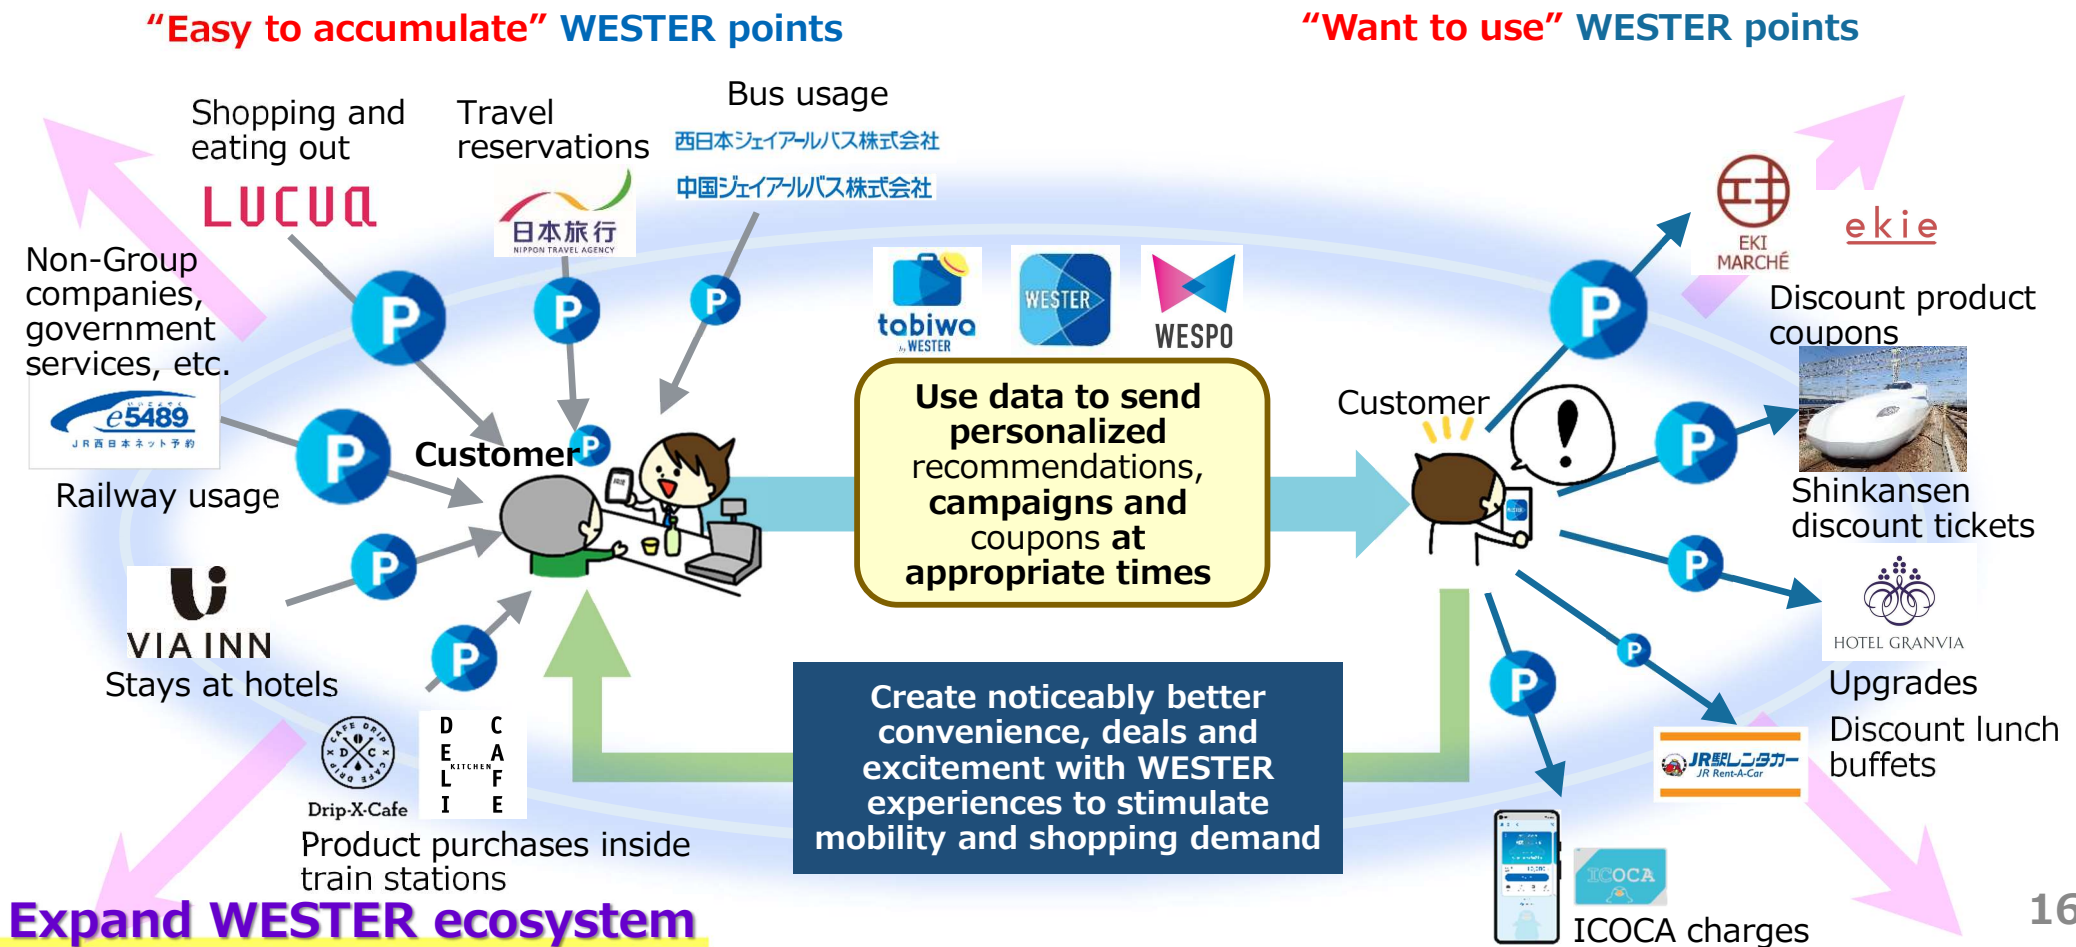 “Easy to accumulate” WESTER points
“Want to use” WESTER points
Shopping and
eating out
LUCUA
Travel
reservations
日本旅行
NIPPON TRAVEL AGENCY
Bus usage
西日本ジェイアールバス株式会社
中国ジェイアールバス株式会社
Non-Group
companies,
government
services, etc.
e5489
JR西日本ネット予約
Railway usage
VIA INN
Stays at hotels
CAFE DRIP
D X C
CAFE DRIP
Drip-X-Cafe
DELI
KITCHEN
CAFE
Product purchases inside
train stations
P
P
P
P
P
P
P
Customer
tabiwa
by WESTER
WESTER
WESPO
Use data to send
personalized
recommendations,
campaigns and
coupons at
appropriate times
Create noticeably better
convenience, deals and
excitement with WESTER
experiences to stimulate
mobility and shopping demand
Customer
!
P
P
P
P
P
エキ
EKI
MARCHÉ
ekie
Discount product
coupons
Shinkansen
discount tickets
HOTEL GRANVIA
Upgrades
Discount lunch
buffets
JR駅レンタカー
JR Rent-A-Car
ICOCA
ICOCA charges
Expand WESTER ecosystem
16